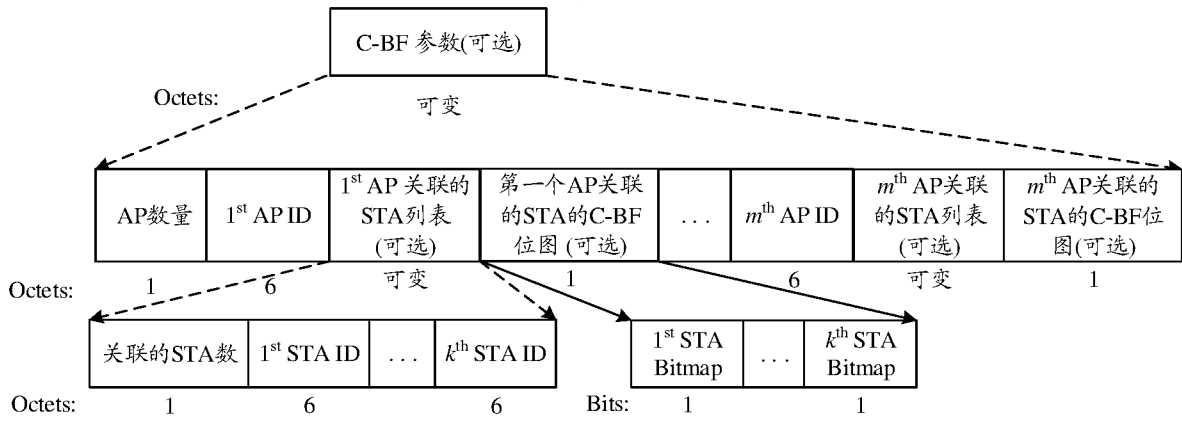 C-BF 参数(可选)
Octets: 可变
AP数量
1st AP ID
1st AP 关联的
STA列表
(可选)
第一个AP关联
的STA的C-BF
位图 (可选)
...
mth AP ID
mth AP关联
的STA列表
(可选)
mth AP关联的
STA的C-BF位
图(可选)
Octets: 1 6 可变 1 6 可变 1
关联的STA数
1st STA ID
...
kth STA ID
1st STA
Bitmap
...
kth STA
Bitmap
Octets: 1 6 6 Bits: 1 1